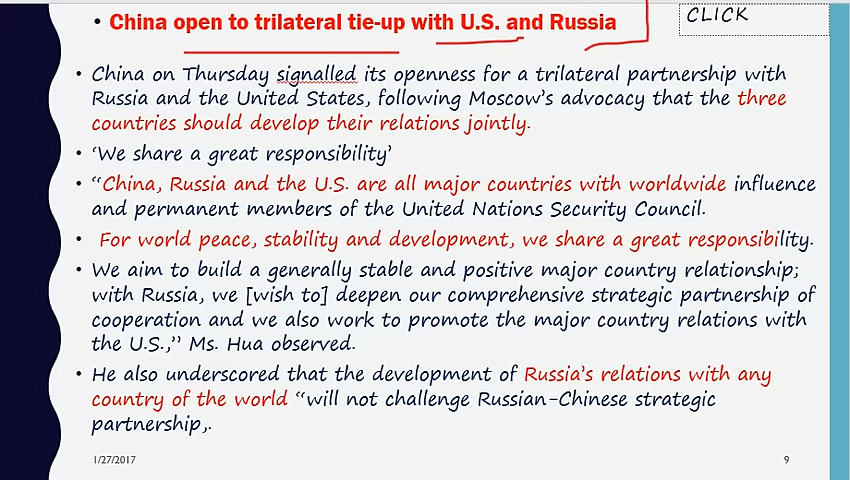 • China open to trilateral tie-up with U.S. and Russia
CLICK
• China on Thursday signalled its openness for a trilateral partnership with
Russia and the United States, following Moscow's advocacy that the three
countries should develop their relations jointly.
• 'We share a great responsibility'
• "China, Russia and the U.S. are all major countries with worldwide influence
and permanent members of the United Nations Security Council.
• For world peace, stability and development, we share a great responsibility.
• We aim to build a generally stable and positive major country relationship;
with Russia, we [wish to] deepen our comprehensive strategic partnership of
cooperation and we also work to promote the major country relations with
the U.S.," Ms. Hua observed.
• He also underscored that the development of Russia's relations with any
country of the world "will not challenge Russian-Chinese strategic
partnership,.
1/27/2017
9